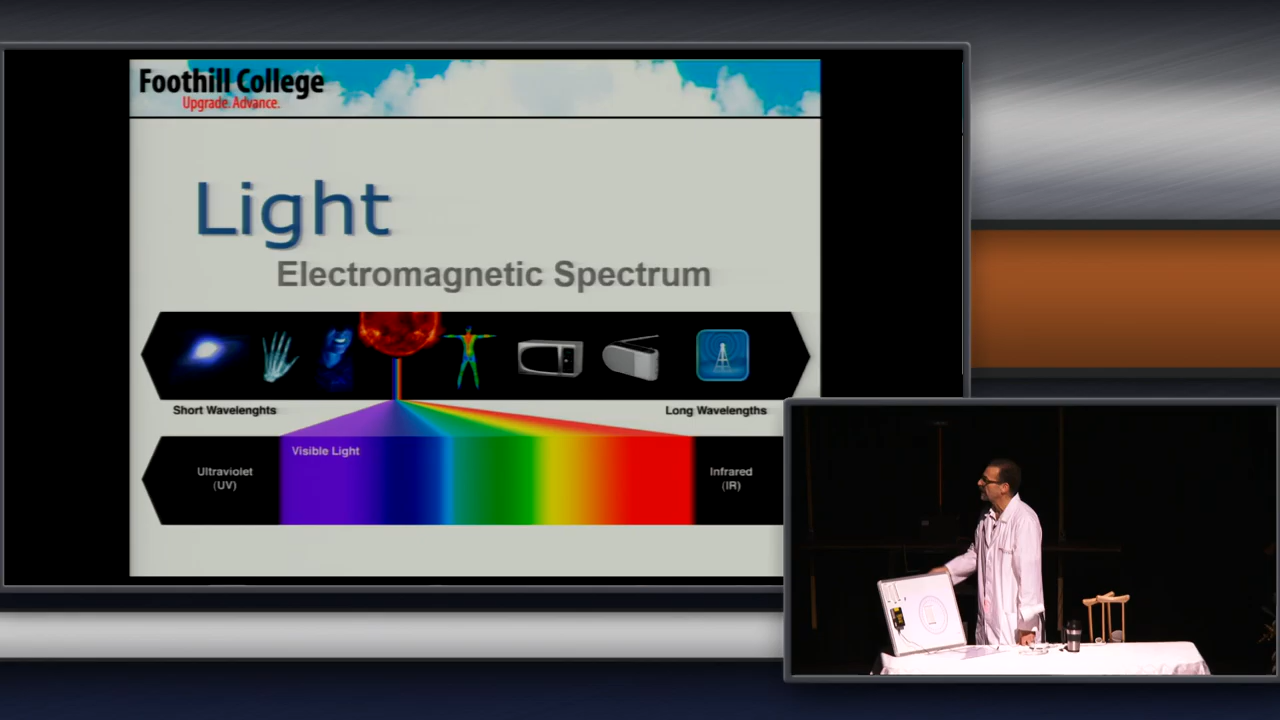 Foothill College
Upgrade. Advance.
Light
Electromagnetic Spectrum
Short Wavelenghts
Long Wavelengths
Visible Light
Ultraviolet
(UV)
Infrared
(IR)